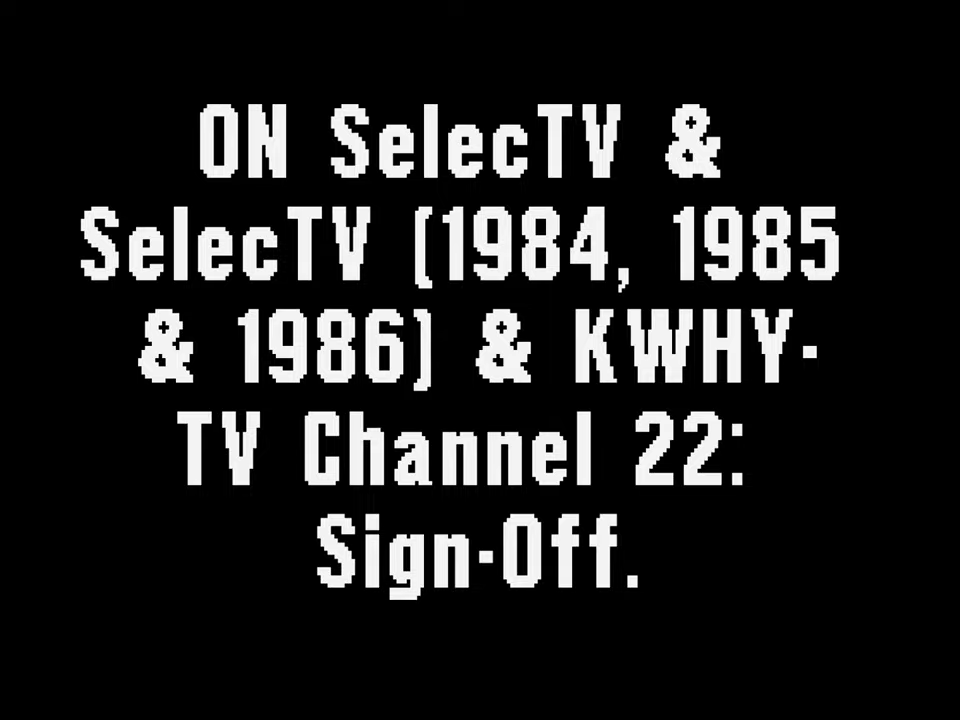 ON SelecTV &
SelecTV (1984, 1985
& 1986) & KWHY-
TV Channel 22:
Sign-Off.